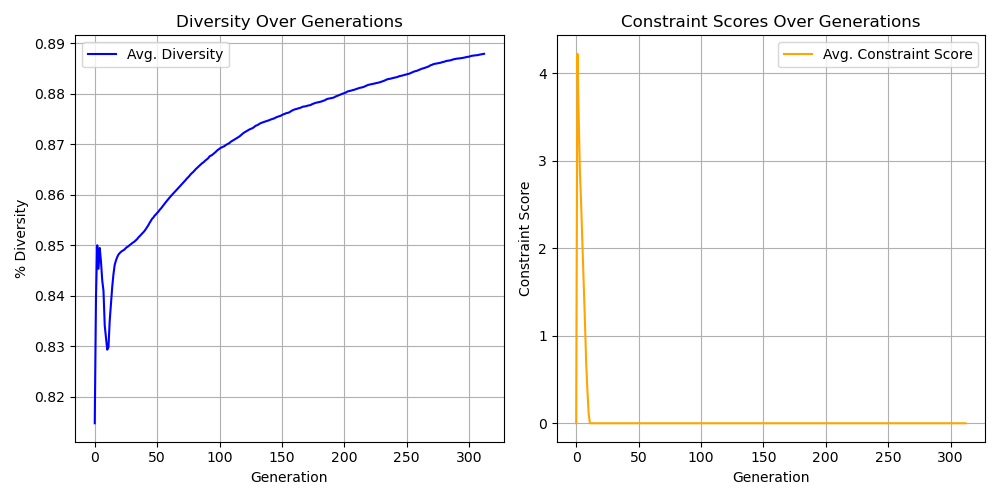 Diversity Over Generations
Avg. Diversity
% Diversity
0.89
0.88
0.87
0.86
0.85
0.84
0.83
0.82
0 50 100 150 200 250 300
Generation
Constraint Scores Over Generations
Avg. Constraint Score
Constraint Score
4
3
2
1
0
0 50 100 150 200 250 300
Generation